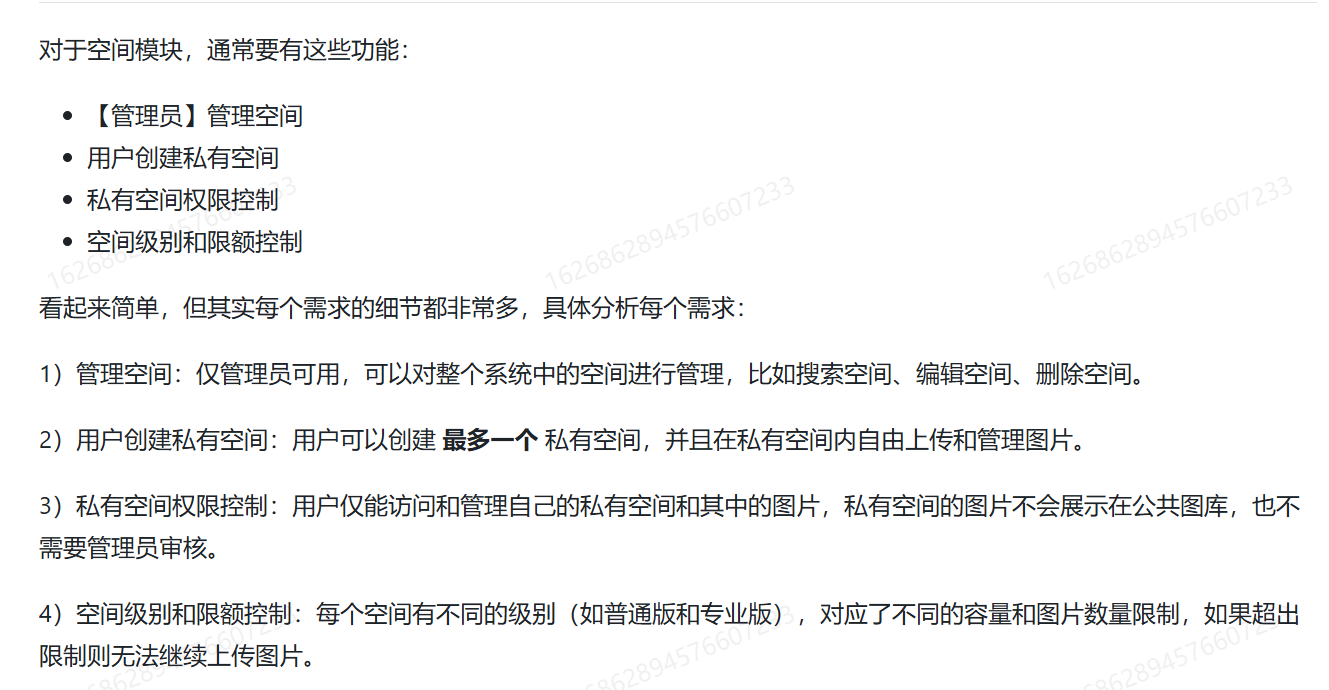 对于空间模块，通常要有这些功能：
• 【管理员】管理空间
• 用户创建私有空间
• 私有空间权限控制
• 空间级别和限额控制
看起来简单，但其实每个需求的细节都非常多，具体分析每个需求：
1）管理空间：仅管理员可用，可以对整个系统中的空间进行管理，比如搜索空间、编辑空间、删除空间。
2）用户创建私有空间：用户可以创建 最多一个 私有空间，并且在私有空间内自由上传和管理图片。
3）私有空间权限控制：用户仅能访问和管理自己的私有空间和其中的图片，私有空间的图片不会展示在公共图库，也不
需要管理员审核。
4）空间级别和限额控制：每个空间有不同的级别（如普通版和专业版），对应了不同的容量和图片数量限制，如果超出
限制则无法继续上传图片。
1626862894576607233
1626862894576607233